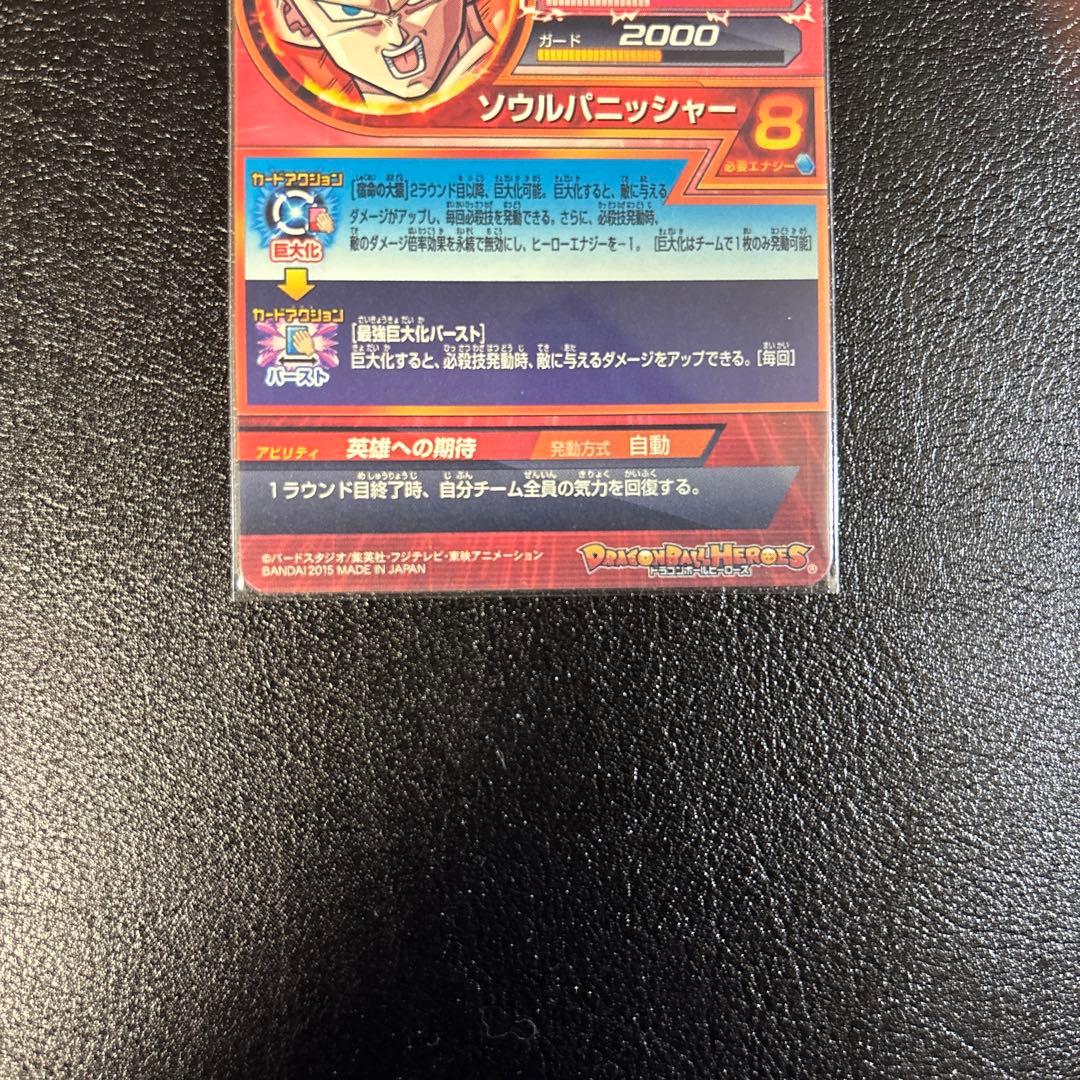 ガード 2000
ソウルパニッシャー
8
必要エナジー
カードアクション
巨大化
[宿命の大猿]2ラウンド目以降、巨大化可能。巨大化すると、敵に与える
ダメージがアップし、毎回必殺技を発動できる。さらに、必殺技発動時、
敵のダメージ倍率効果を永続で無効にし、ヒーローエナジーを−1。[巨大化はチームで1枚のみ発動可能]
カードアクション
バースト
[最強巨大化バースト]
巨大化すると、必殺技発動時、敵に与えるダメージをアップできる。[毎回]
アビリティ 英雄への期待 発動方式 自動
1ラウンド目終了時、自分チーム全員の気力を回復する。
©バードスタジオ/集英社・フジテレビ・東映アニメーション
BANDAI 2015 MADE IN JAPAN
DRAGONBALL HEROES
ドラゴンボールヒーローズ